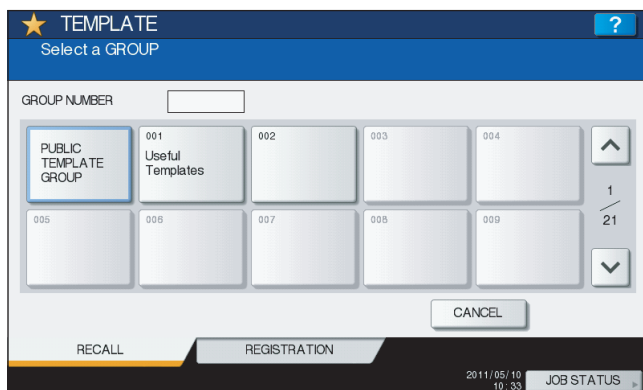 TEMPLATE
?
Select a GROUP
GROUP NUMBER
PUBLIC
TEMPLATE
GROUP
001
Useful
Templates
002
003
004
1
21
005
006
007
008
009
CANCEL
RECALL
REGISTRATION
2011/05/10
10:33
JOB STATUS